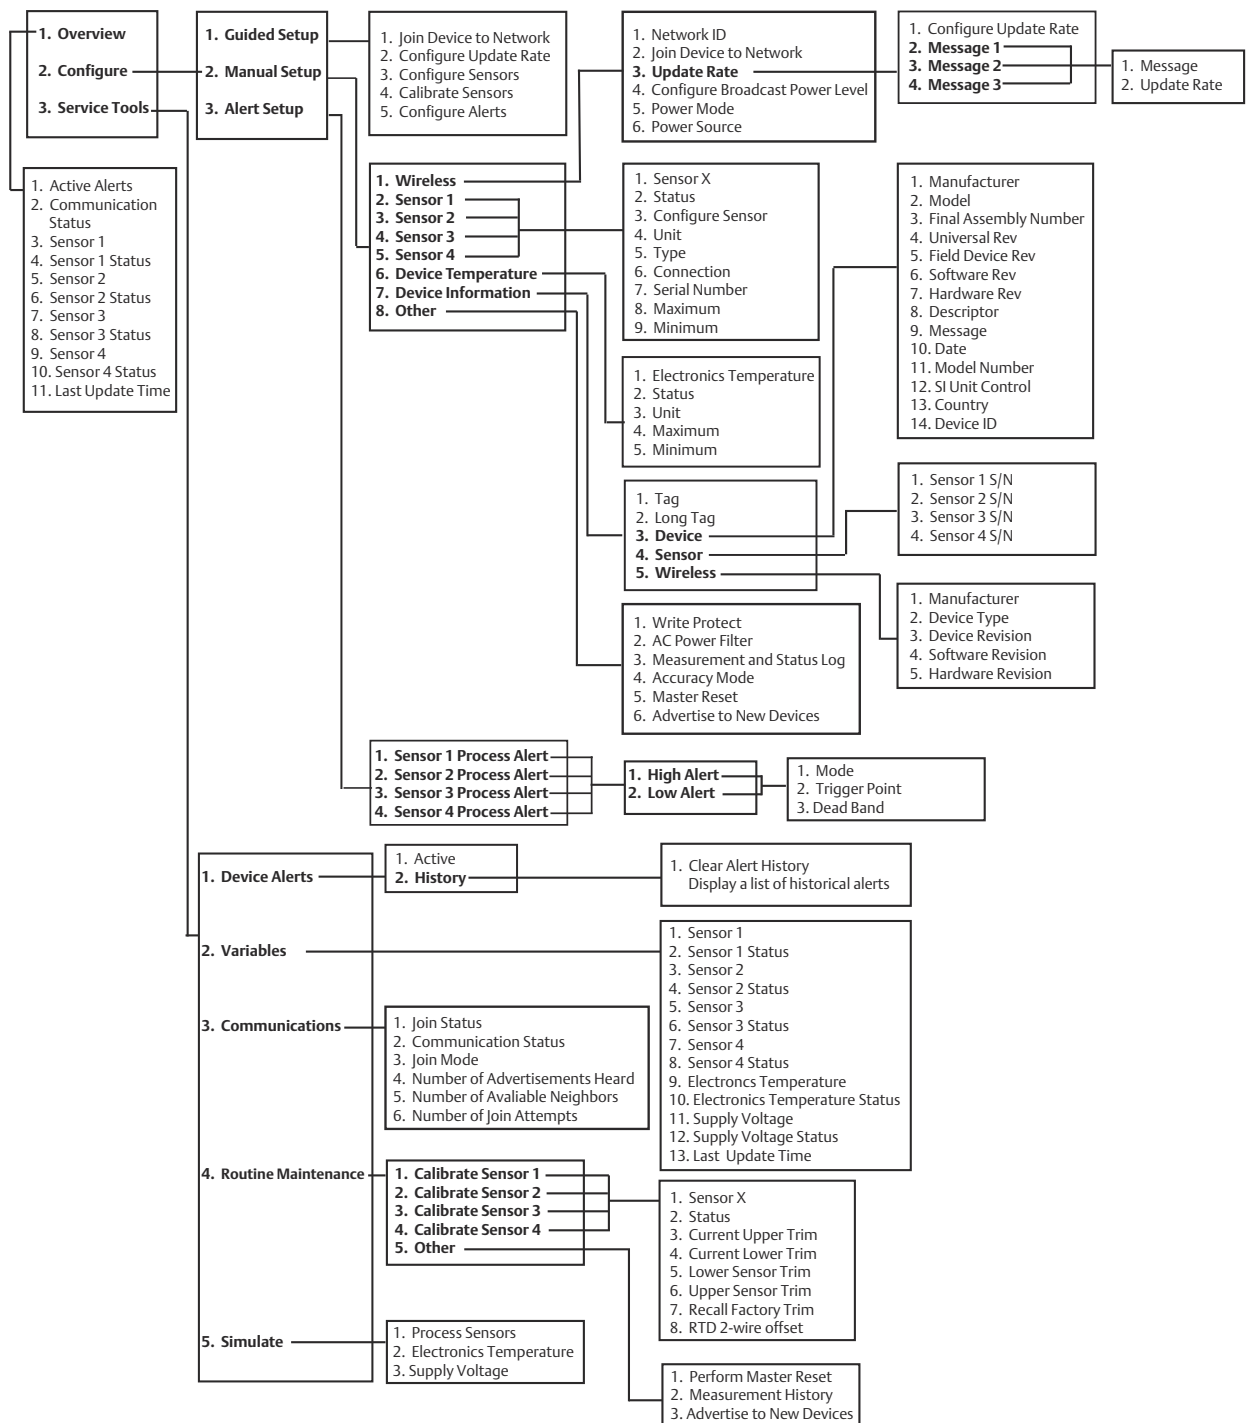 1. Overview
2. Configure
3. Service Tools
1. Active Alerts
2. Communication
Status
3. Sensor 1
4. Sensor 1 Status
5. Sensor 2
6. Sensor 2 Status
7. Sensor 3
8. Sensor 3 Status
9. Sensor 4
10. Sensor 4 Status
11. Last Update Time
1. Guided Setup
2. Manual Setup
3. Alert Setup
1. Join Device to Network
2. Configure Update Rate
3. Configure Sensors
4. Calibrate Sensors
5. Configure Alerts
1. Wireless
2. Sensor 1
3. Sensor 2
4. Sensor 3
5. Sensor 4
6. Device Temperature
7. Device Information
8. Other
1. Network ID
2. Join Device to Network
3. Update Rate
4. Configure Broadcast Power Level
5. Power Mode
6. Power Source
1. Configure Update Rate
2. Message 1
3. Message 2
4. Message 3
1. Message
2. Update Rate
1. Sensor X
2. Status
3. Configure Sensor
4. Unit
5. Type
6. Connection
7. Serial Number
8. Maximum
9. Minimum
1. Electronics Temperature
2. Status
3. Unit
4. Maximum
5. Minimum
1. Tag
2. Long Tag
3. Device
4. Sensor
5. Wireless
1. Manufacturer
2. Model
3. Final Assembly Number
4. Universal Rev
5. Field Device Rev
6. Software Rev
7. Hardware Rev
8. Descriptor
9. Message
10. Date
11. Model Number
12. SI Unit Control
13. Country
14. Device ID
1. Sensor 1 S/N
2. Sensor 2 S/N
3. Sensor 3 S/N
4. Sensor 4 S/N
1. Manufacturer
2. Device Type
3. Device Revision
4. Software Revision
5. Hardware Revision
1. Write Protect
2. AC Power Filter
3. Measurement and Status Log
4. Accuracy Mode
5. Master Reset
6. Advertise to New Devices
1. Sensor 1 Process Alert
2. Sensor 2 Process Alert
3. Sensor 3 Process Alert
4. Sensor 4 Process Alert
1. High Alert
2. Low Alert
1. Mode
2. Trigger Point
3. Dead Band
1. Device Alerts
2. Variables
3. Communications
4. Routine Maintenance
5. Simulate
1. Active
2. History
1. Clear Alert History
Display a list of historical alerts
1. Sensor 1
2. Sensor 1 Status
3. Sensor 2
4. Sensor 2 Status
5. Sensor 3
6. Sensor 3 Status
7. Sensor 4
8. Sensor 4 Status
9. Electroncs Temperature
10. Electronics Temperature Status
11. Supply Voltage
12. Supply Voltage Status
13. Last Update Time
1. Join Status
2. Communication Status
3. Join Mode
4. Number of Advertisements Heard
5. Number of Avaliable Neighbors
6. Number of Join Attempts
1. Calibrate Sensor 1
2. Calibrate Sensor 2
3. Calibrate Sensor 3
4. Calibrate Sensor 4
5. Other
1. Sensor X
2. Status
3. Current Upper Trim
4. Current Lower Trim
5. Lower Sensor Trim
6. Upper Sensor Trim
7. Recall Factory Trim
8. RTD 2-wire offset
1. Process Sensors
2. Electronics Temperature
3. Supply Voltage
1. Perform Master Reset
2. Measurement History
3. Advertise to New Devices